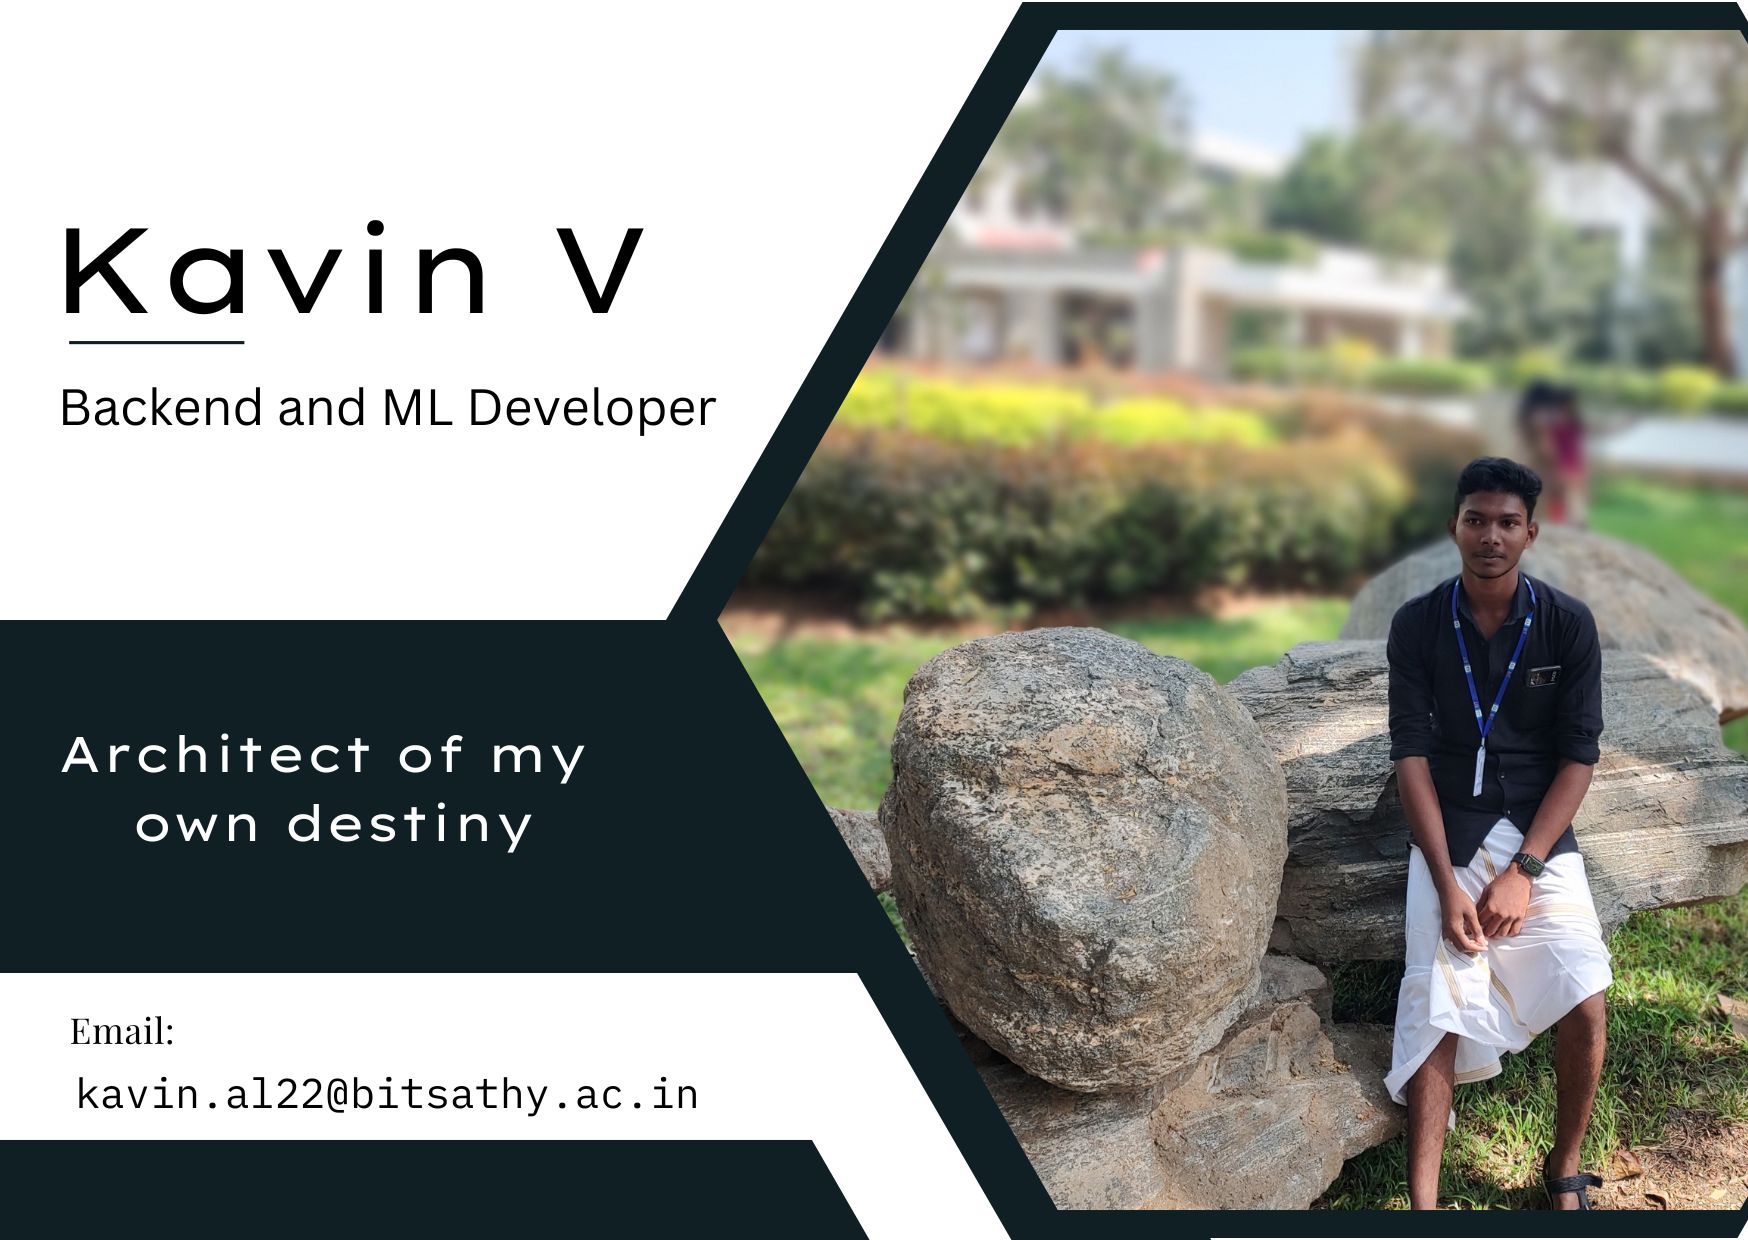 Kavin V
Backend and ML Developer
Architect of my
own destiny
Email:
kavin.al22@bitsathy.ac.in